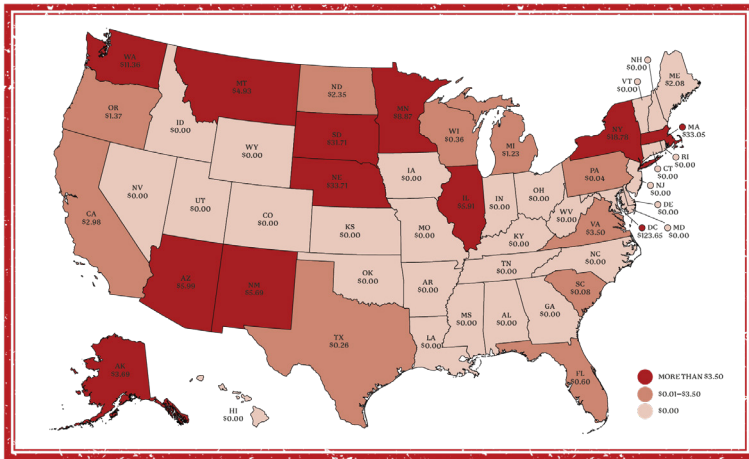 WA
MT
ND
$2.35
MN
OR
$1.37
ID
$0.00
WY
$0.00
SD
WI
$0.36
MI
$1.23
NH
$0.00
VT
$0.00
ME
$2.08
NY
MA
$33.05
RI
$0.00
CT
$0.00
NJ
$0.00
DE
$0.00
MD
$0.00
DC
$123.65
PA
$0.04
NV
$0.00
UT
$0.00
CO
$0.00
NE
IA
$0.00
IL
IN
$0.00
OH
$0.00
WV
$0.00
VA
$3.50
CA
$2.98
KS
$0.00
MO
$0.00
KY
$0.00
TN
$0.00
NC
$0.00
SC
$0.08
AZ
NM
OK
$0.00
AR
$0.00
MS
$0.00
AL
$0.00
GA
$0.00
TX
$0.26
LA
$0.00
FL
$0.60
AK
HI
$0.00
MORE THAN $3.50
$0.01–$3.50
$0.00